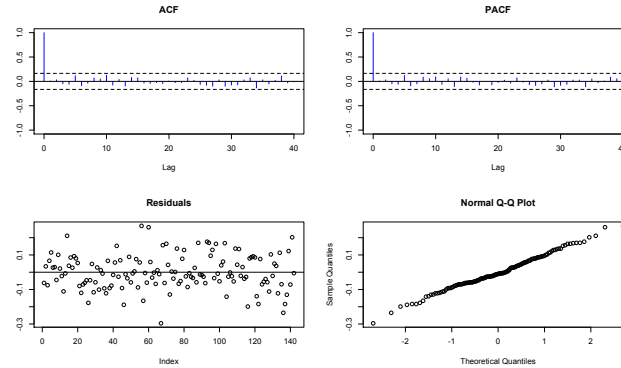 ACF
1.0
0.5
0.0
-0.5
-1.0
0 10 20 30 40
Lag
PACF
1.0
0.5
0.0
-0.5
-1.0
0 10 20 30 40
Lag
Residuals
0.1
-0.1
-0.3
0 20 40 60 80 100 120 140
Index
Normal Q-Q Plot
Sample Quantiles
0.1
-0.1
-0.3
-2 -1 0 1 2
Theoretical Quantiles